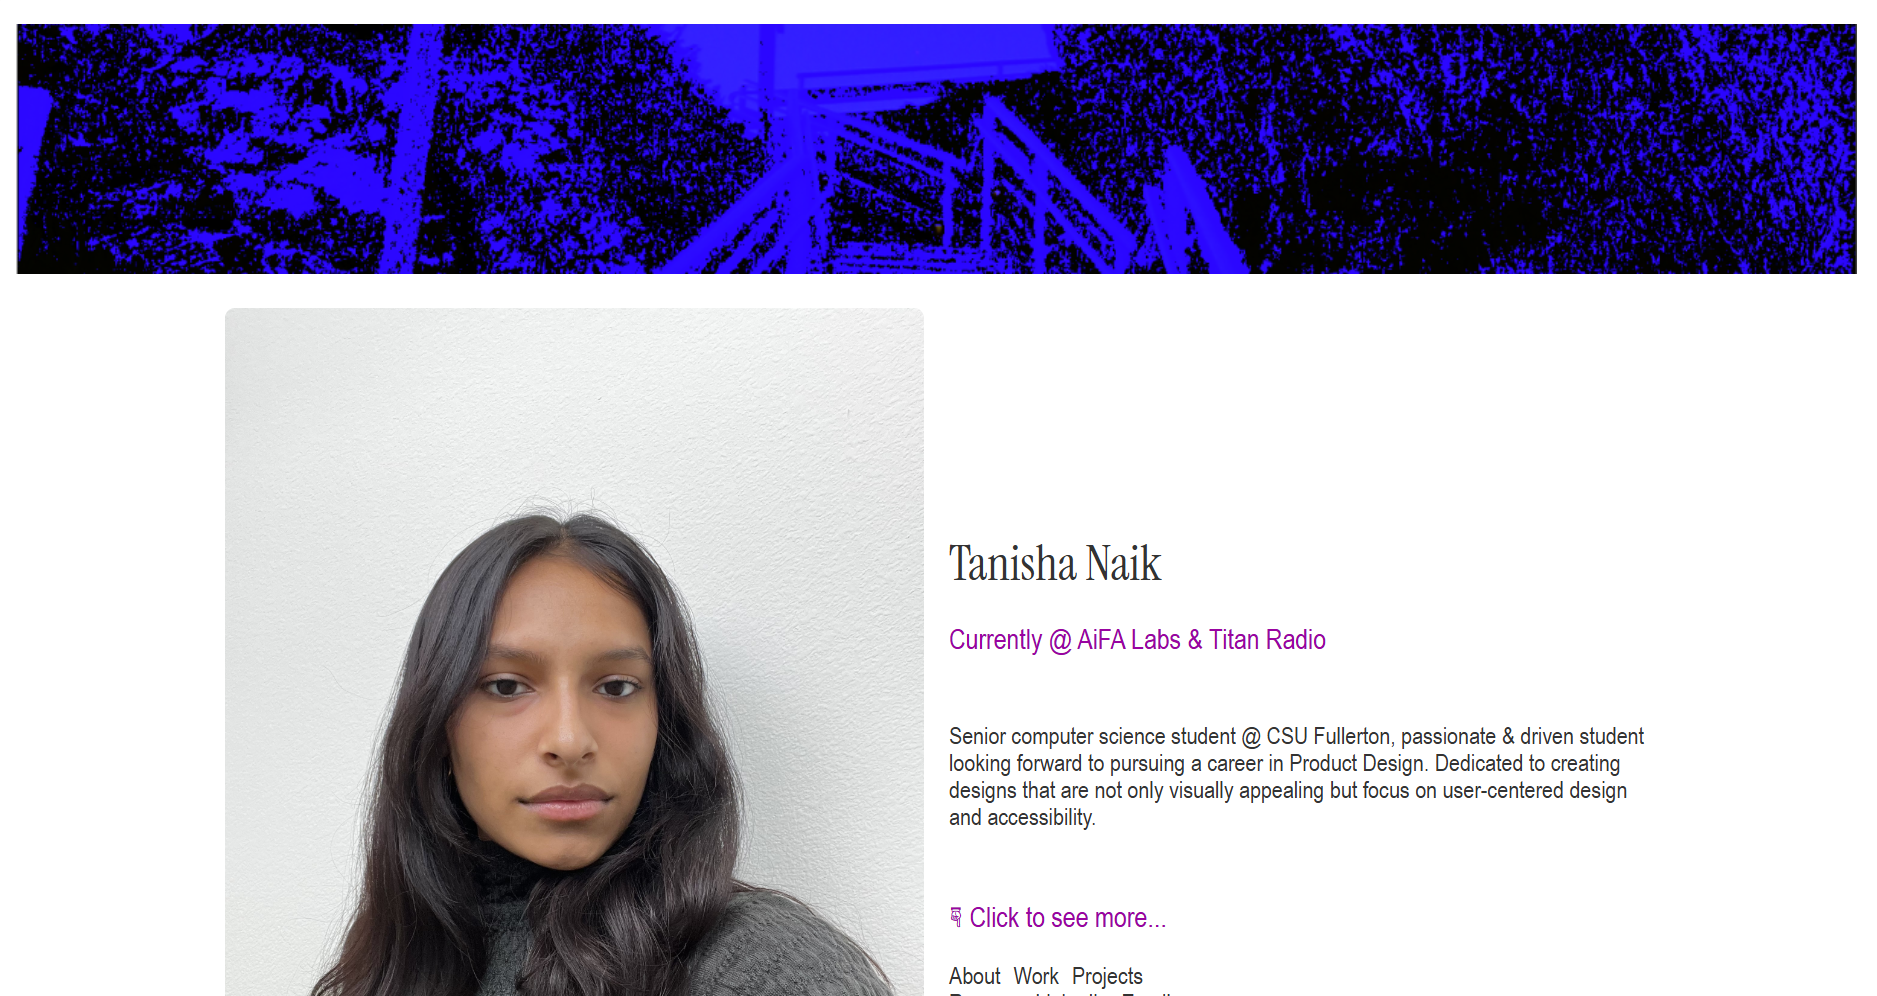 Tanisha Naik
Currently @ AiFA Labs & Titan Radio
Senior computer science student @ CSU Fullerton, passionate & driven student
looking forward to pursuing a career in Product Design. Dedicated to creating
designs that are not only visually appealing but focus on user-centered design
and accessibility.
☟ Click to see more...
About Work Projects